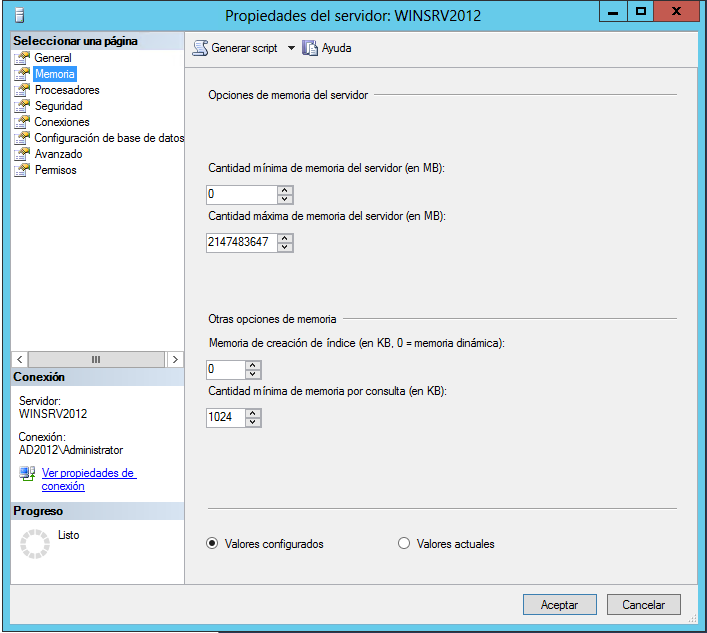 Propiedades del servidor: WINSRV2012
Seleccionar una página
General
Memoria
Procesadores
Seguridad
Conexiones
Configuración de base de datos
Avanzado
Permisos
Generar script
Ayuda
Opciones de memoria del servidor
Cantidad mínima de memoria del servidor (en MB):
0
Cantidad máxima de memoria del servidor (en MB):
2147483647
Otras opciones de memoria
Memoria de creación de índice (en KB, 0 = memoria dinámica):
0
Cantidad mínima de memoria por consulta (en KB):
1024
Conexión
Servidor:
WINSRV2012
Conexión:
AD2012\Administrator
Ver propiedades de
conexión
Progreso
Listo
Valores configurados
Valores actuales
Aceptar
Cancelar